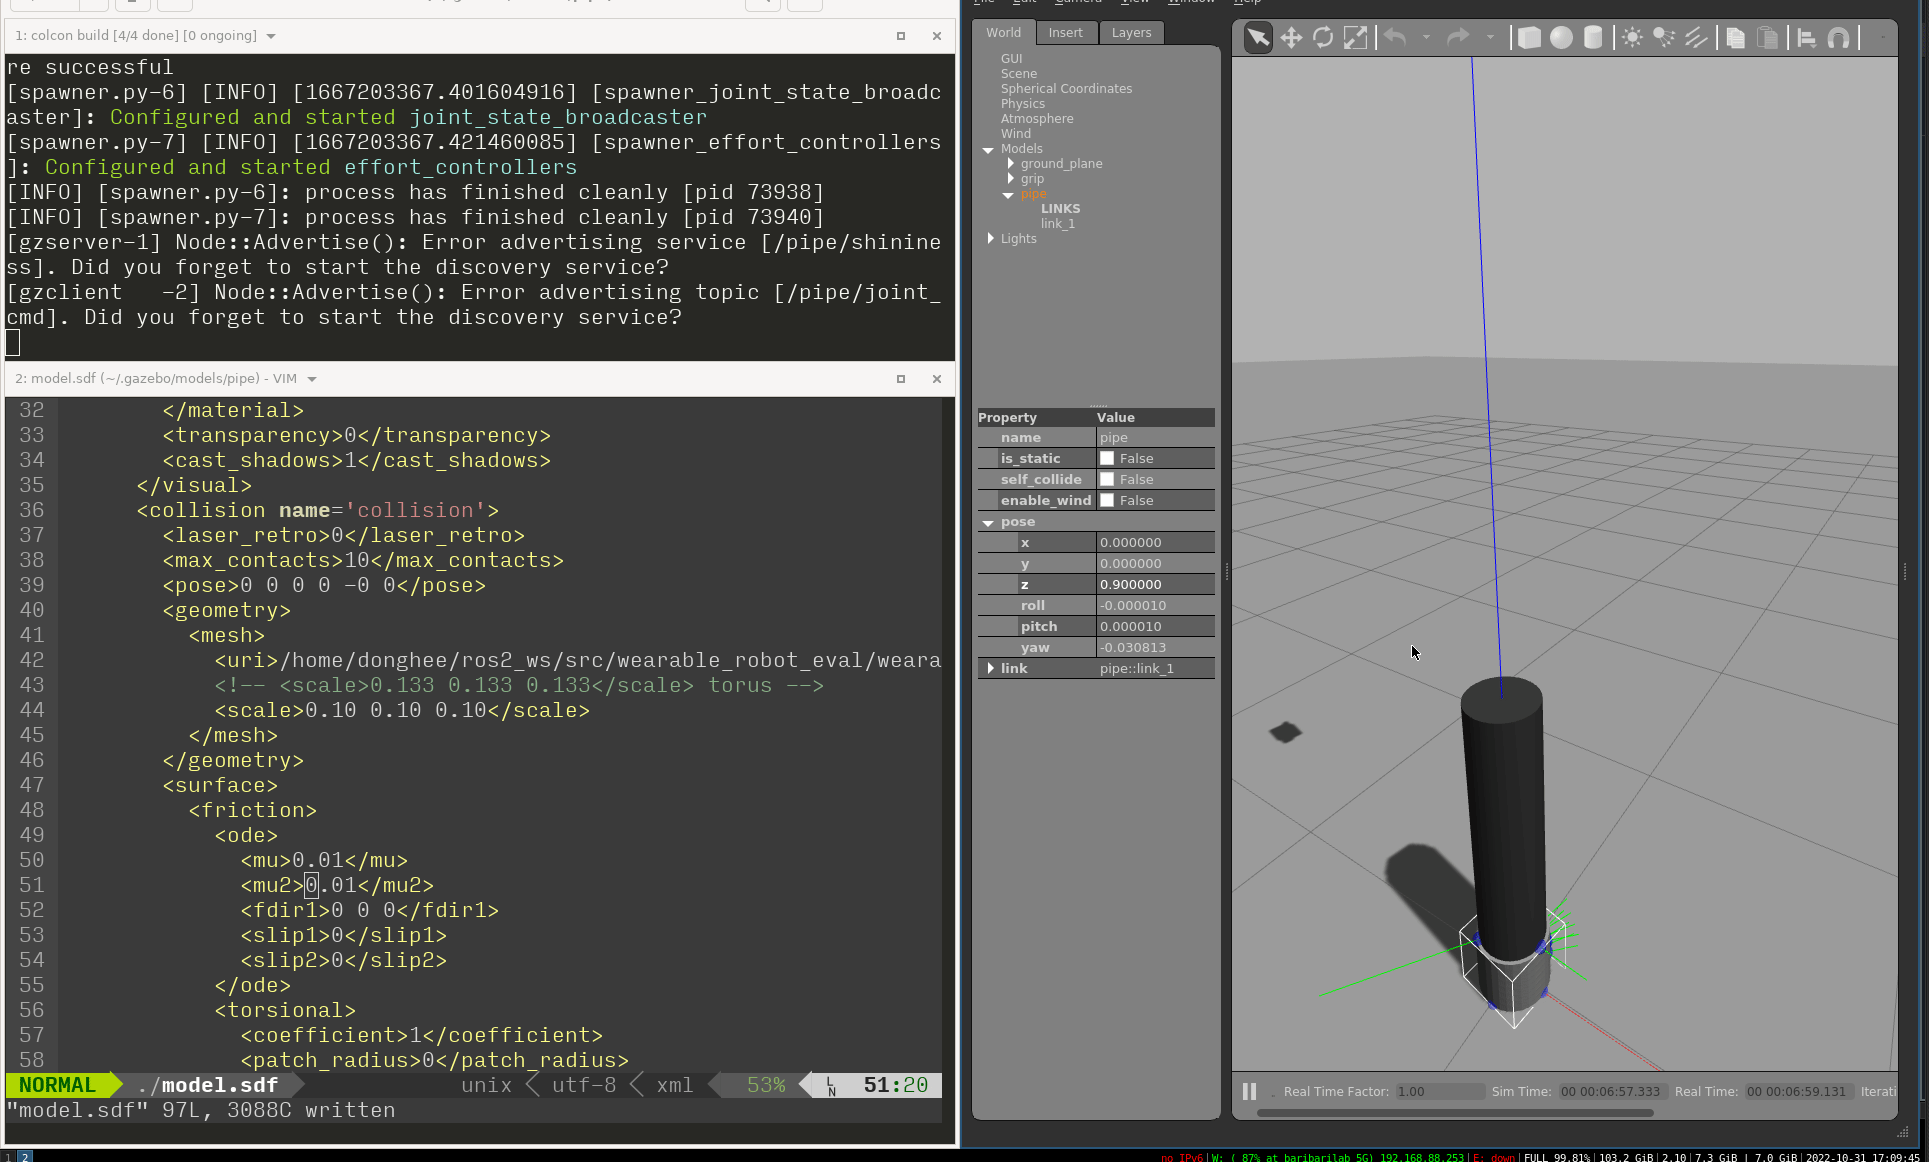 1: colcon build [4/4 done] [0 ongoing]
re successful
[spawner.py-6] [INFO] [1667203367.401604916] [spawner_joint_state_broadc
aster]: Configured and started joint_state_broadcaster
[spawner.py-7] [INFO] [1667203367.421460085] [spawner_effort_controllers
]: Configured and started effort_controllers
[INFO] [spawner.py-6]: process has finished cleanly [pid 73938]
[INFO] [spawner.py-7]: process has finished cleanly [pid 73940]
[gzserver-1] Node::Advertise(): Error advertising service [/pipe/shinine
ss]. Did you forget to start the discovery service?
[gzclient   -2] Node::Advertise(): Error advertising topic [/pipe/joint_
cmd]. Did you forget to start the discovery service?
2: model.sdf (~/.gazebo/models/pipe) - VIM
32 </material>
33 <transparency>0</transparency>
34 <cast_shadows>1</cast_shadows>
35 </visual>
36 <collision name='collision'>
37 <laser_retro>0</laser_retro>
38 <max_contacts>10</max_contacts>
39 <pose>0 0 0 0 -0 0</pose>
40 <geometry>
41 <mesh>
42 <uri>/home/donghee/ros2_ws/src/wearable_robot_eval/weara
43 <!-- <scale>0.133 0.133 0.133</scale> torus -->
44 <scale>0.10 0.10 0.10</scale>
45 </mesh>
46 </geometry>
47 <surface>
48 <friction>
49 <ode>
50 <mu>0.01</mu>
51 <mu2>0.01</mu2>
52 <fdir1>0 0 0</fdir1>
53 <slip1>0</slip1>
54 <slip2>0</slip2>
55 </ode>
56 <torsional>
57 <coefficient>1</coefficient>
58 <patch_radius>0</patch_radius>
NORMAL ./model.sdf unix utf-8 xml 53% LN 51:20
"model.sdf" 97L, 3088C written
World Insert Layers
GUI
Scene
Spherical Coordinates
Physics
Atmosphere
Wind
Models
ground_plane
grip
pipe
LINKS
link_1
Lights
Property Value
name pipe
is_static False
self_collide False
enable_wind False
pose
x 0.000000
y 0.000000
z 0.900000
roll -0.000010
pitch 0.000010
yaw -0.030813
link pipe::link_1
Real Time Factor: 1.00 Sim Time: 00 00:06:57.333 Real Time: 00 00:06:59.131 Iterati
1 2
no IPv6|W: ( 87% at baribarilab 5G) 192.168.88.253|E: down|FULL 99.81%|103.2 GiB|2.10|7.3 GiB | 7.0 GiB|2022-10-31 17:09:45